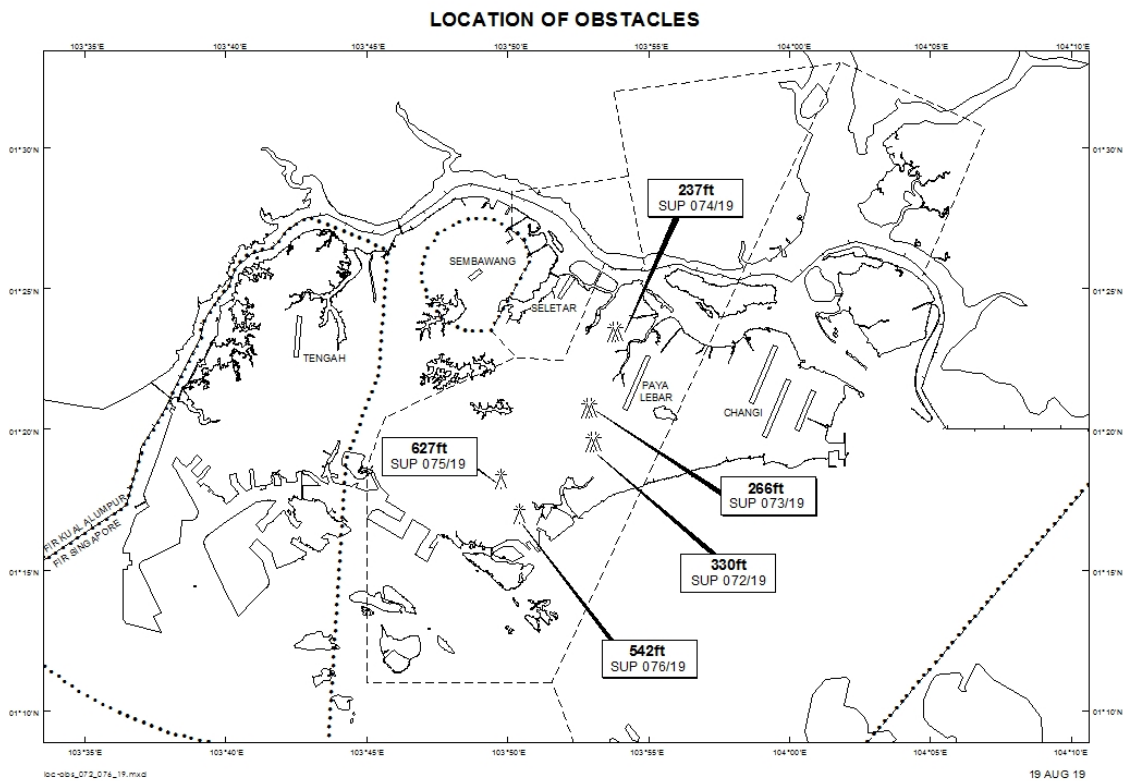 LOCATION OF OBSTACLES
103°35'E 103°40'E 103°45'E 103°50'E 103°55'E 104°00'E 104°05'E 104°10'E
01°30'N 01°30'N
237ft
SUP 074/19
SEMBAWANG
01°25'N 01°25'N
SELETAR
TENGAH
PAYA
LEBAR
CHANGI
01°20'N 01°20'N
627ft
SUP 075/19
266ft
SUP 073/19
FIR KUALA LUMPUR
FIR SINGAPORE
330ft
SUP 072/19
01°15'N 01°15'N
542ft
SUP 076/19
01°10'N 01°10'N
103°35'E 103°40'E 103°45'E 103°50'E 103°55'E 104°00'E 104°05'E 104°10'E
loc-obs_072_076_19.mxd 19 AUG 19